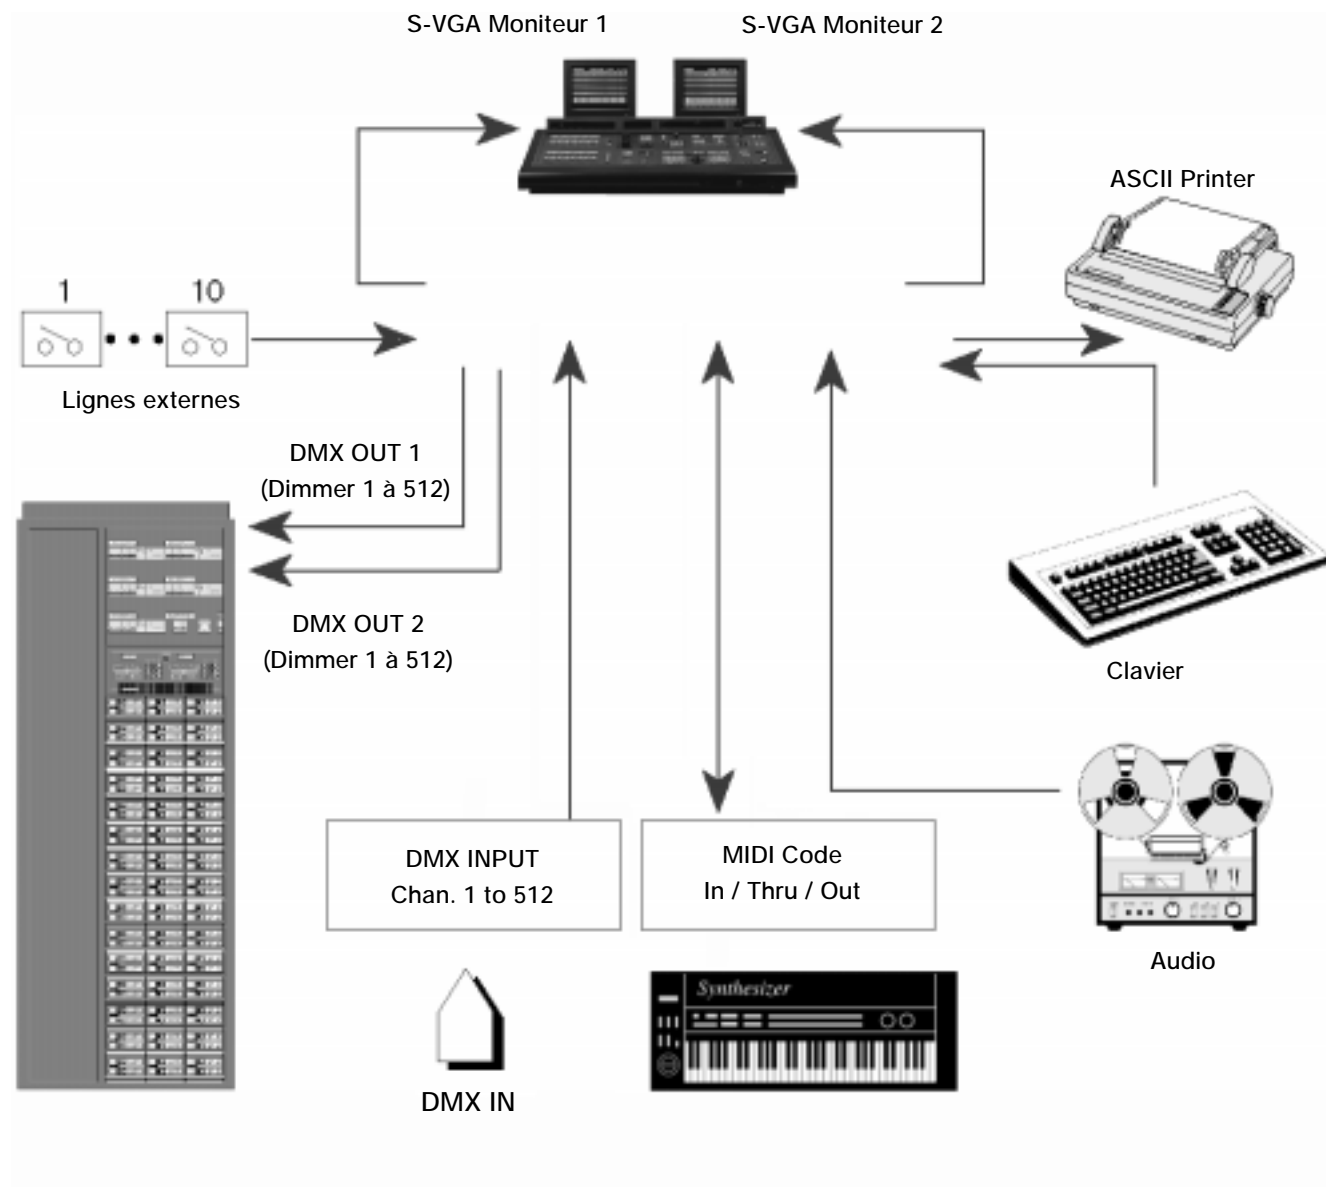 S-VGA Moniteur 1
S-VGA Moniteur 2
ASCII Printer
1
10
Lignes externes
DMX OUT 1
(Dimmer 1 à 512)
DMX OUT 2
(Dimmer 1 à 512)
Clavier
DMX INPUT
Chan. 1 to 512
MIDI Code
In / Thru / Out
Audio
Synthesizer
DMX IN